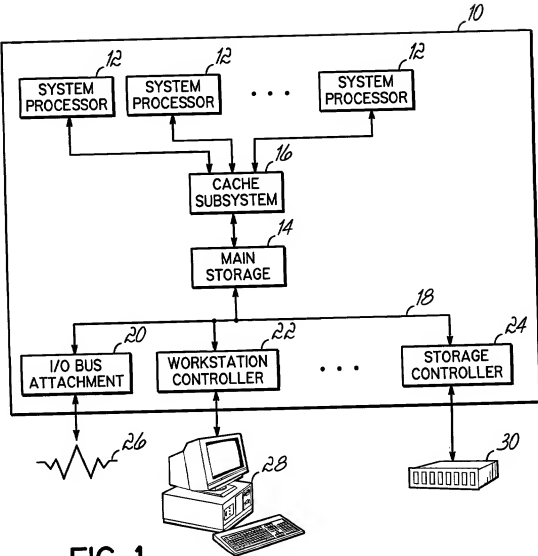 10
12 12 12
SYSTEM PROCESSOR
SYSTEM PROCESSOR
SYSTEM PROCESSOR
16
CACHE SUBSYSTEM
14
MAIN STORAGE
18
20
I/O BUS ATTACHMENT
22
WORKSTATION CONTROLLER
24
STORAGE CONTROLLER
26
28
30
FIG. 1